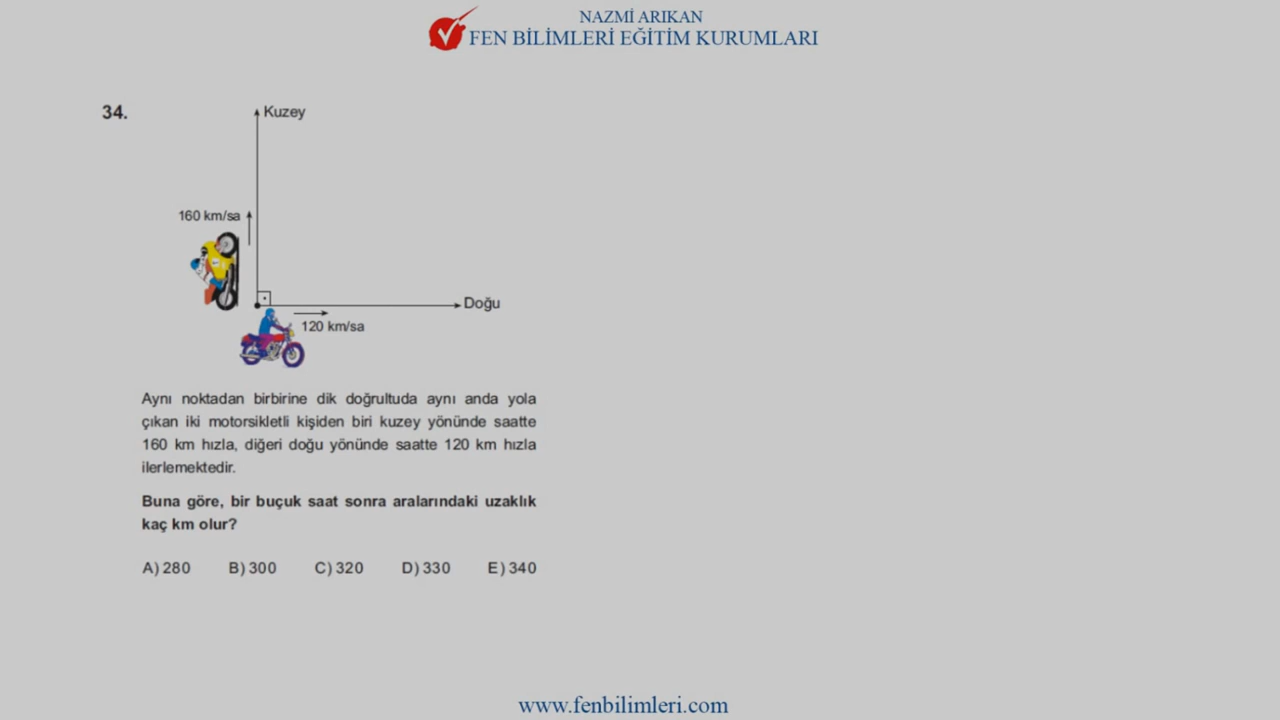 NAZMİ ARIKAN
FEN BİLİMLERİ EĞİTİM KURUMLARI
34.
Kuzey
160 km/sa
Doğu
120 km/sa
Aynı noktadan birbirine dik doğrultuda aynı anda yola
çıkan iki motorsikletli kişiden biri kuzey yönünde saatte
160 km hızla, diğeri doğu yönünde saatte 120 km hızla
ilerlemektedir.
Buna göre, bir buçuk saat sonra aralarındaki uzaklık
kaç km olur?
A) 280 B) 300 C) 320 D) 330 E) 340
www.fenbilimleri.com